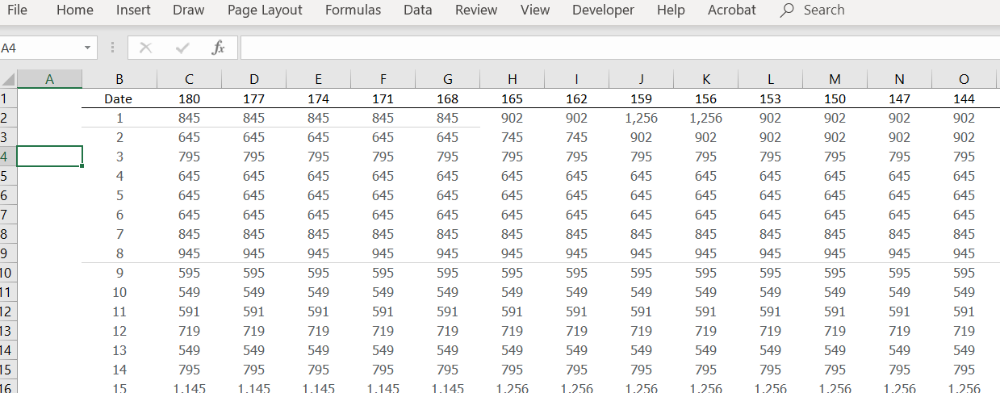 File Home Insert Draw Page Layout Formulas Data Review View Developer Help Acrobat Search
A4 fx
A B C D E F G H I J K L M N O
1 Date 180 177 174 171 168 165 162 159 156 153 150 147 144
2 1 845 845 845 845 845 902 902 1,256 1,256 902 902 902 902
3 2 645 645 645 645 645 745 745 902 902 902 902 902 902
4 3 795 795 795 795 795 795 795 795 795 795 795 795 795
5 4 645 645 645 645 645 645 645 645 645 645 645 645 645
6 5 645 645 645 645 645 645 645 645 645 645 645 645 645
7 6 645 645 645 645 645 645 645 645 645 645 645 645 645
8 7 845 845 845 845 845 845 845 845 845 845 845 845 845
9 8 945 945 945 945 945 945 945 945 945 945 945 945 945
10 9 595 595 595 595 595 595 595 595 595 595 595 595 595
11 10 549 549 549 549 549 549 549 549 549 549 549 549 549
12 11 591 591 591 591 591 591 591 591 591 591 591 591 591
13 12 719 719 719 719 719 719 719 719 719 719 719 719 719
14 13 549 549 549 549 549 549 549 549 549 549 549 549 549
15 14 795 795 795 795 795 795 795 795 795 795 795 795 795
16 15 1,145 1,145 1,145 1,145 1,145 1,256 1,256 1,256 1,256 1,256 1,256 1,256 1,256